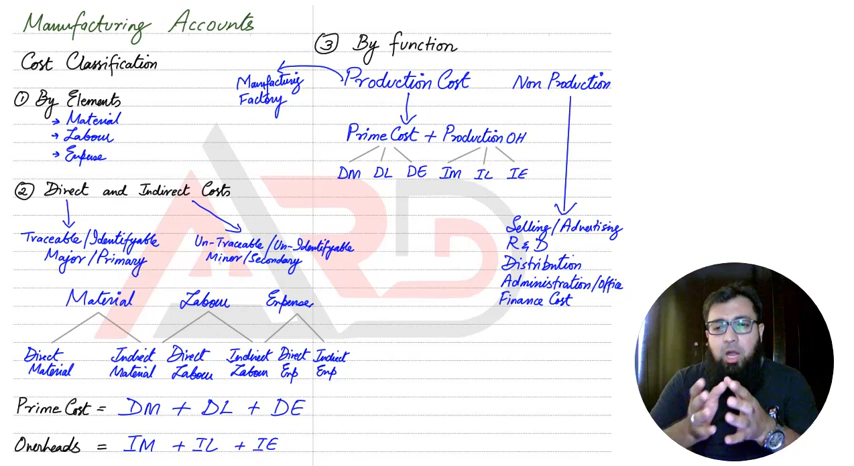 Manufacturing Accounts
Cost Classification
① By Elements
→ Material
→ Labour
→ Expense
② Direct and Indirect Costs
Traceable/Identifyable
Major/Primary
Un-Traceable/Un-Identifyable
Minor/Secondary
Material Labour Expense
Direct Material
Indirect Material
Direct Labour
Indirect Labour
Direct Exp
Indirect Exp
Prime Cost = DM + DL + DE
Overheads = IM + IL + IE
③ By function
Manufacturing
Factory
Production Cost
Non Production
Prime Cost + Production OH
DM DL DE IM IL IE
Selling/Advertising
R & D
Distribution
Administration/Office
Finance Cost
ARD